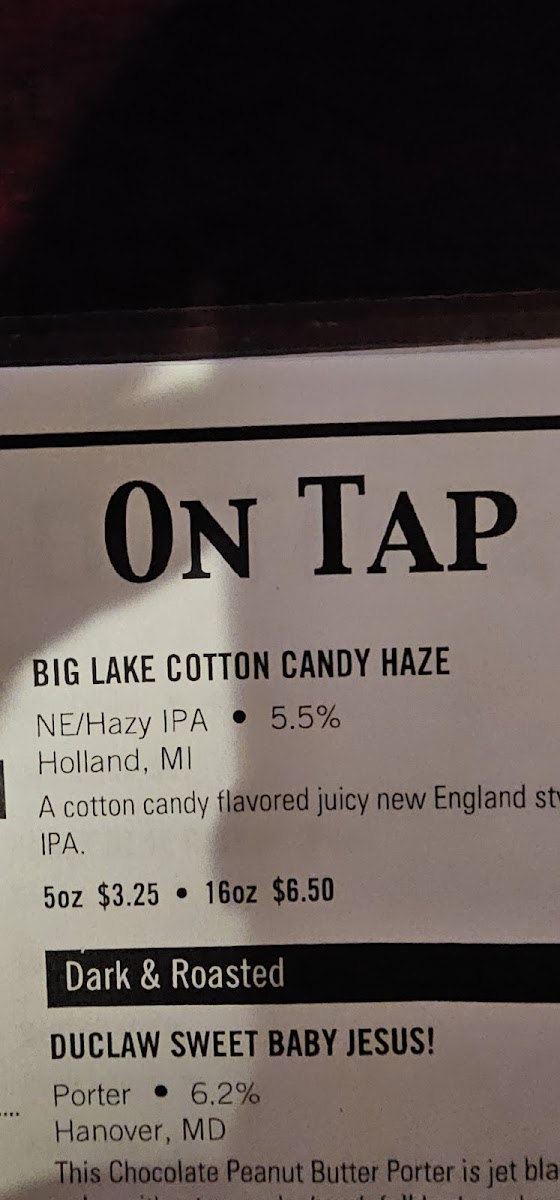 ON TAP
BIG LAKE COTTON CANDY HAZE
NE/Hazy IPA • 5.5%
Holland, MI
A cotton candy flavored juicy new England
IPA.
5oz $3.25 • 16oz $6.50
Dark & Roasted
DUCLAW SWEET BABY JESUS!
Porter • 6.2%
Hanover, MD
This Chocolate Peanut Butter Porter is jet